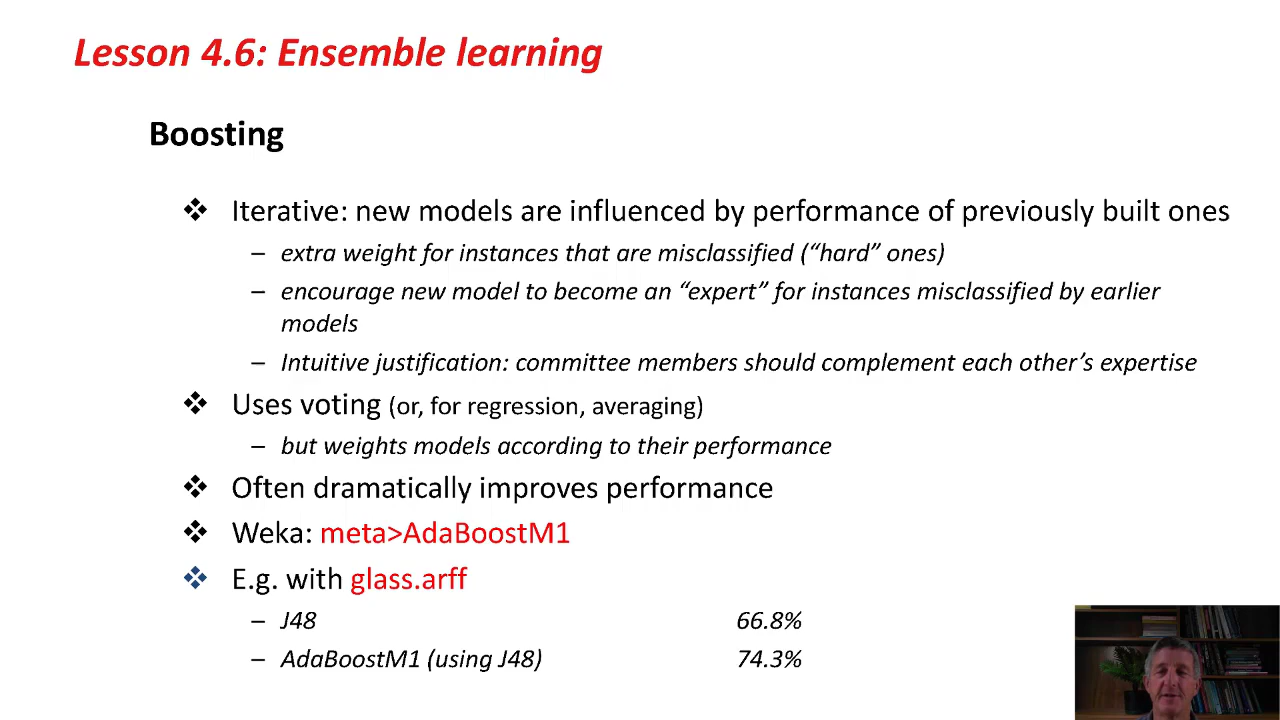 Lesson 4.6: Ensemble learning
Boosting
❖ Iterative: new models are influenced by performance of previously built ones
– extra weight for instances that are misclassified (“hard” ones)
– encourage new model to become an “expert” for instances misclassified by earlier
models
– Intuitive justification: committee members should complement each other’s expertise
❖ Uses voting (or, for regression, averaging)
– but weights models according to their performance
❖ Often dramatically improves performance
❖ Weka: meta>AdaBoostM1
❖ E.g. with glass.arff
– J48 66.8%
– AdaBoostM1 (using J48) 74.3%